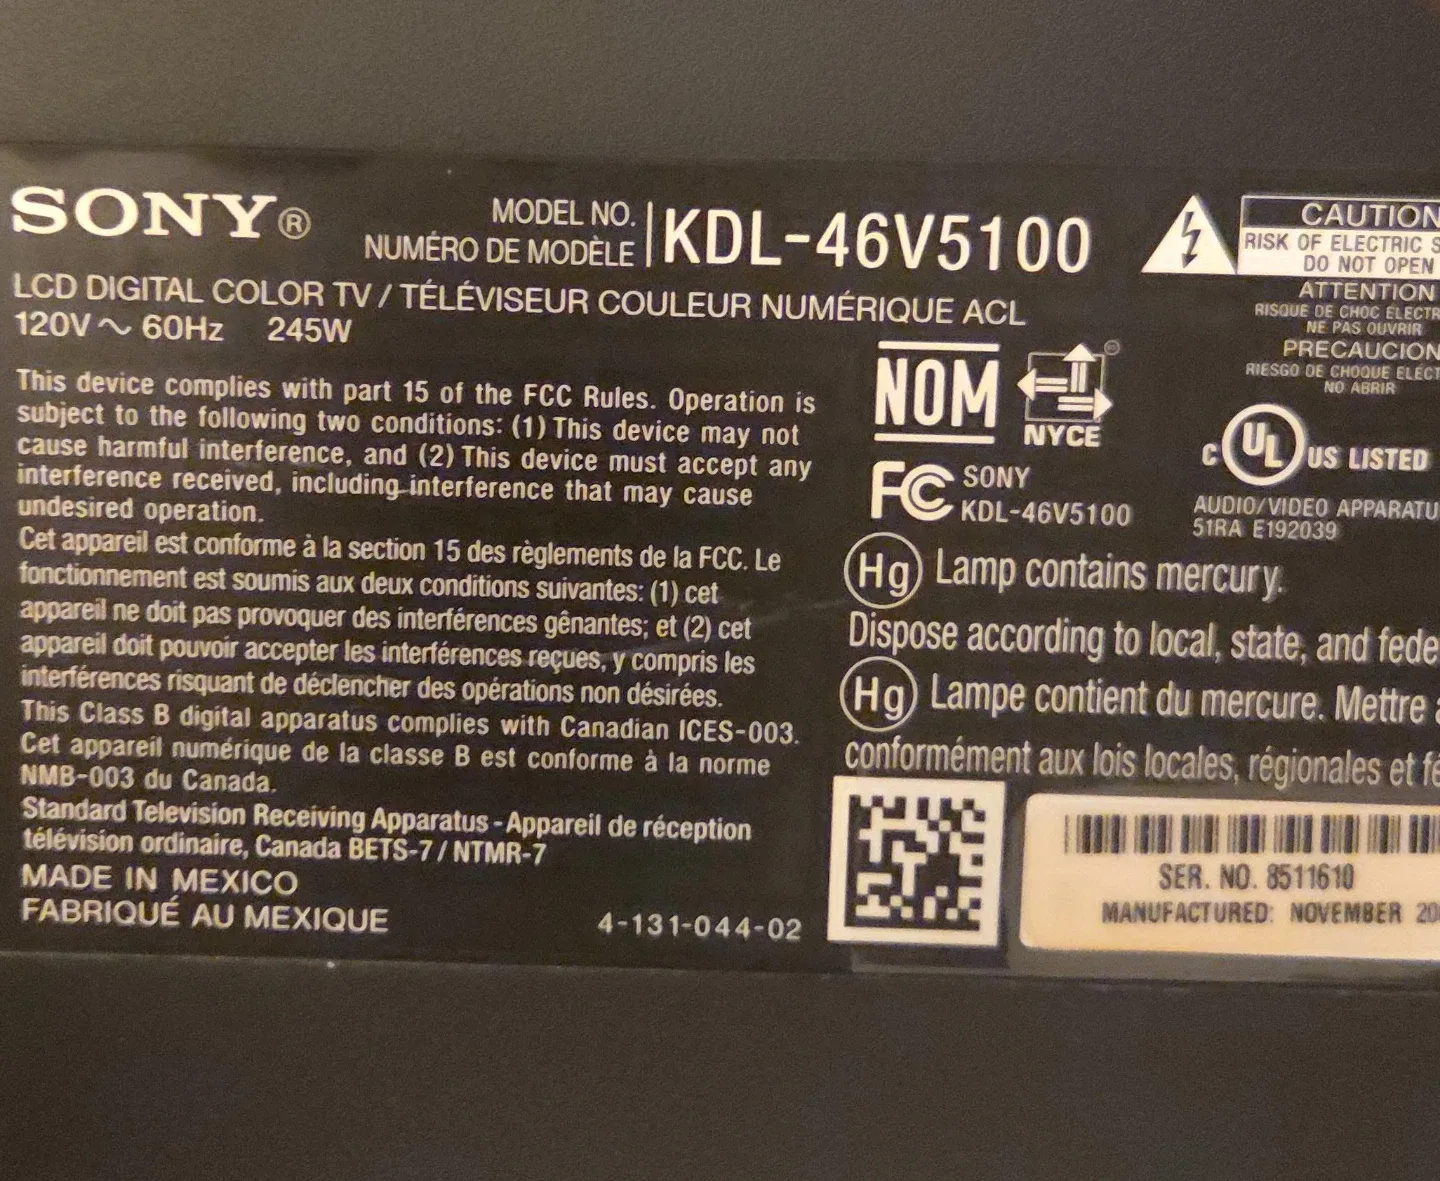 SONY®
MODEL NO.
NUMÉRO DE MODÈLE
KDL-46V5100
LCD DIGITAL COLOR TV / TÉLÉVISEUR COULEUR NUMÉRIQUE ACL
120V ~ 60Hz 245W
This device complies with part 15 of the FCC Rules. Operation is
subject to the following two conditions: (1) This device may not
cause harmful interference, and (2) This device must accept any
interference received, including interference that may cause
undesired operation.
Cet appareil est conforme à la section 15 des règlements de la FCC. Le
fonctionnement est soumis aux deux conditions suivantes: (1) cet
appareil ne doit pas provoquer des interférences gênantes; et (2) cet
appareil doit pouvoir accepter les interférences reçues, y compris les
interférences risquant de déclencher des opérations non désirées.
This Class B digital apparatus complies with Canadian ICES-003.
Cet appareil numérique de la classe B est conforme à la norme
NMB-003 du Canada.
Standard Television Receiving Apparatus - Appareil de réception
télévision ordinaire, Canada BETS-7 / NTMR-7
MADE IN MEXICO
FABRIQUÉ AU MEXIQUE
4-131-044-02
NOM
NYCE
FC SONY
KDL-46V5100
CAUTION
RISK OF ELECTRIC S
DO NOT OPEN
ATTENTION
RISQUE DE CHOC ÉLECTR
NE PAS OUVRIR
PRECAUCION
RIESGO DE CHOQUE ELÉCT
NO ABRIR
C UL US LISTED
AUDIO/VIDEO APPARATU
51RA E192039
Hg Lamp contains mercury.
Dispose according to local, state, and fede
Hg Lampe contient du mercure. Mettre a
conformément aux lois locales, régionales et fé
SER. NO. 8511610
MANUFACTURED: NOVEMBER 20